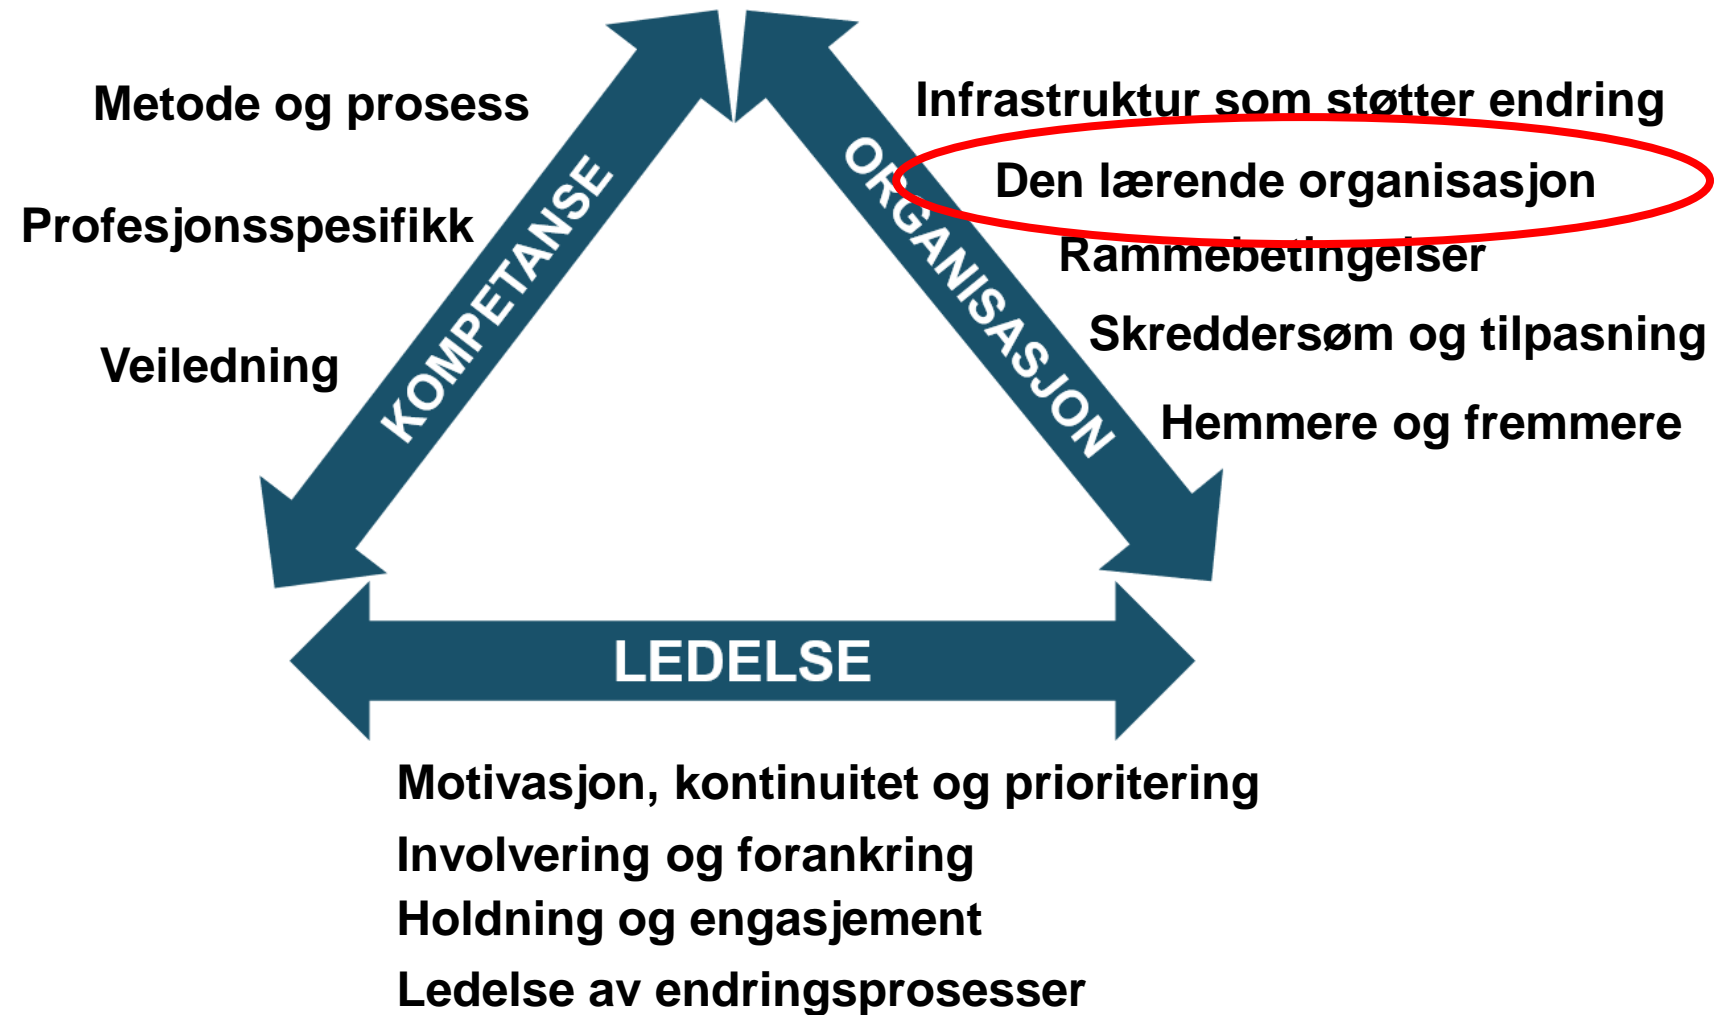 Metode og prosess
Profesjonsspesifikk
Veiledning
KOMPETANSE
ORGANISASJON
Infrastruktur som støtter endring
Den lærende organisasjon
Rammebetingelser
Skreddersøm og tilpasning
Hemmere og fremmere
LEDELSE
Motivasjon, kontinuitet og prioritering
Involvering og forankring
Holdning og engasjement
Ledelse av endringsprosesser